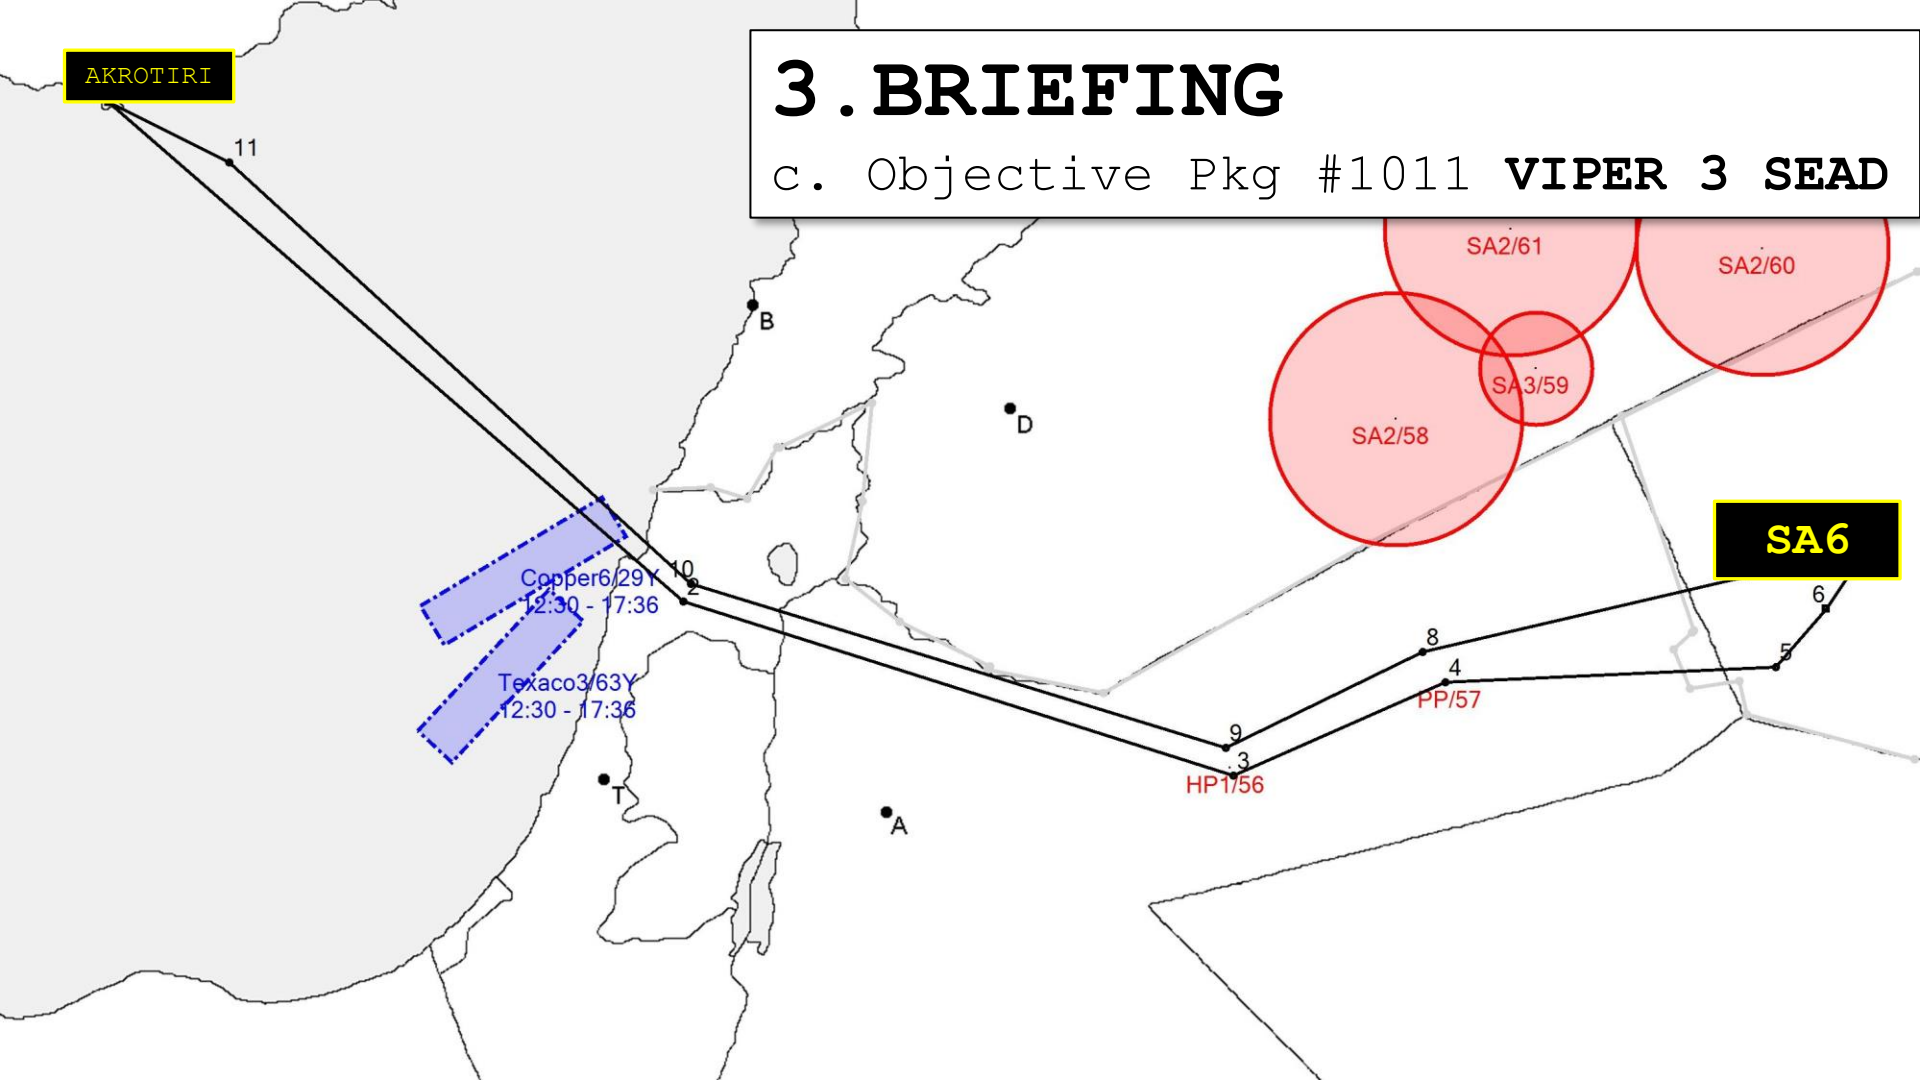 AKROTIRI
3.BRIEFING
c. Objective Pkg #1011 VIPER 3 SEAD
11
SA2/61
SA2/60
B
SA3/59
D
SA2/58
SA6
10
Copper6/29Y
2
12:30 - 17:36
6
8
5
4
Texaco3/63Y
PP/57
12:30 - 17:36
9
3
HP1/56
T
A